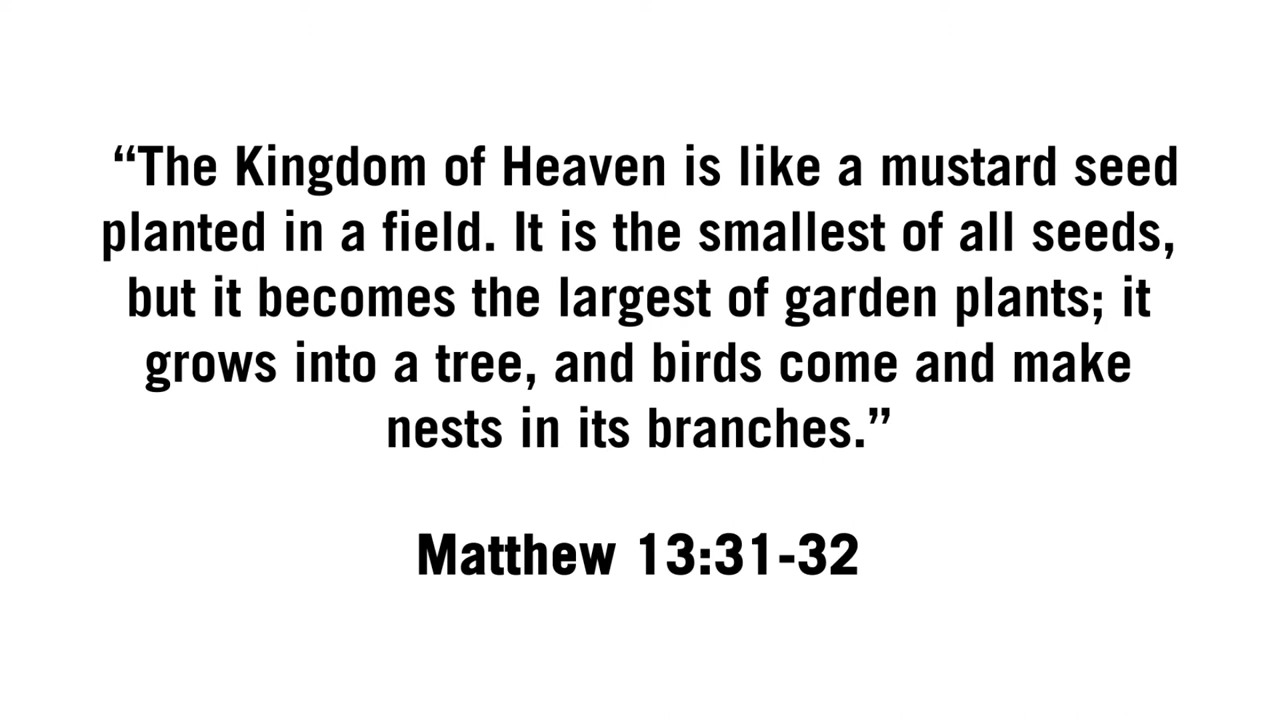 “The Kingdom of Heaven is like a mustard seed
planted in a field. It is the smallest of all seeds,
but it becomes the largest of garden plants; it
grows into a tree, and birds come and make
nests in its branches.”
Matthew 13:31-32